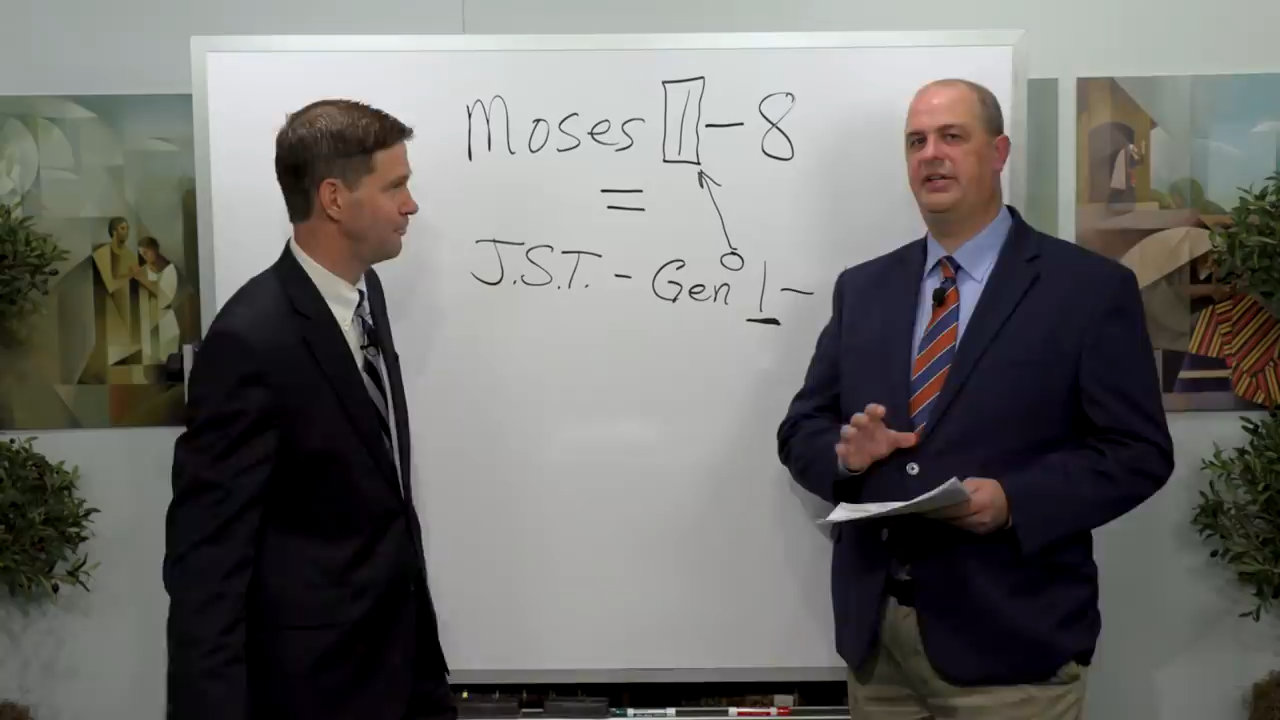 Moses 1-8
=
J.S.T. - Gen 1-